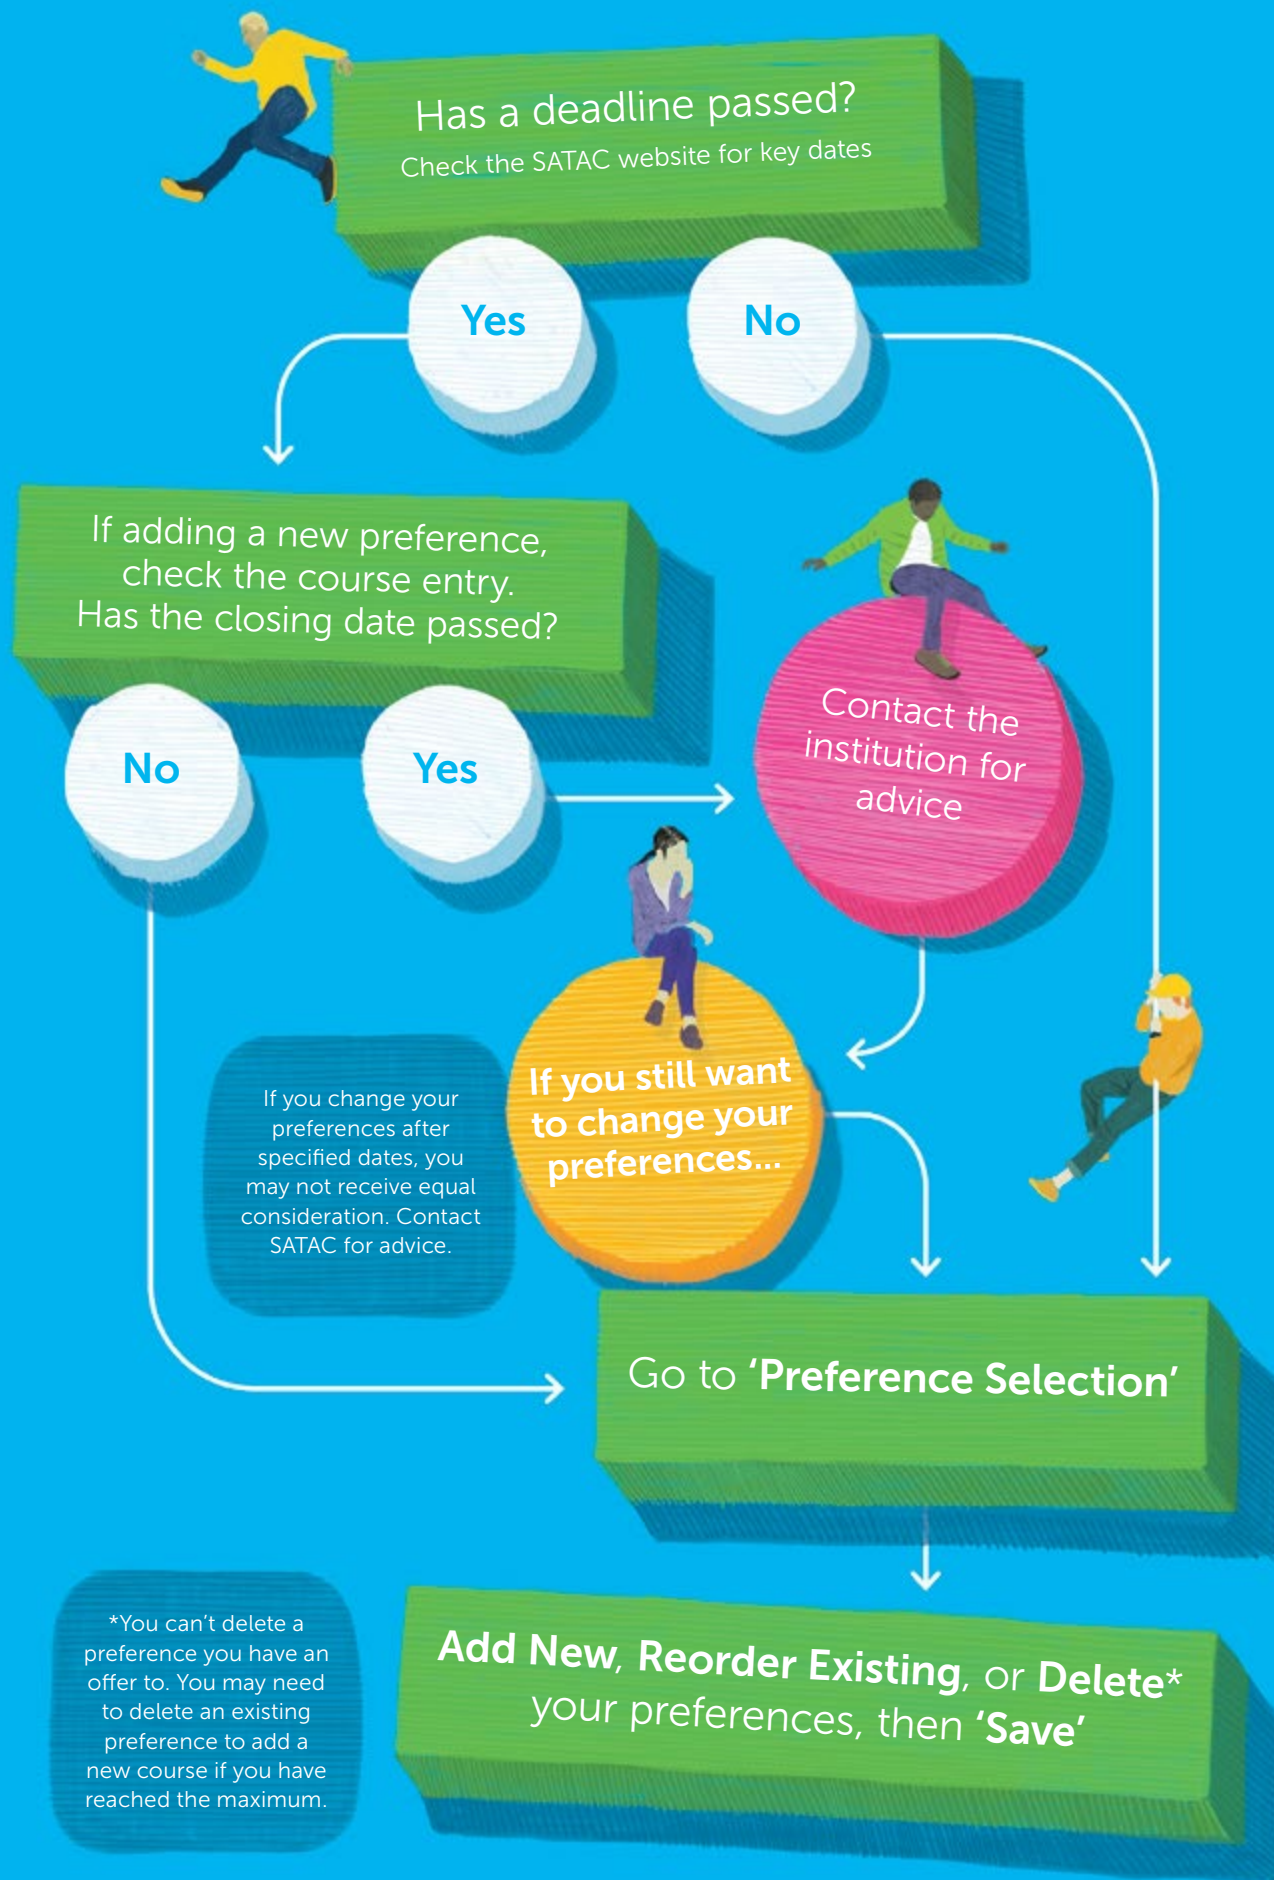 Has a deadline passed?
Check the SATAC website for key dates
Yes
No
If adding a new preference,
check the course entry.
Has the closing date passed?
No
Yes
Contact the
institution for
advice
If you still want
to change your
preferences...
If you change your
preferences after
specified dates, you
may not receive equal
consideration. Contact
SATAC for advice.
Go to ‘Preference Selection’
Add New, Reorder Existing, or Delete*
your preferences, then ‘Save’
*You can’t delete a
preference you have an
offer to. You may need
to delete an existing
preference to add a
new course if you have
reached the maximum.